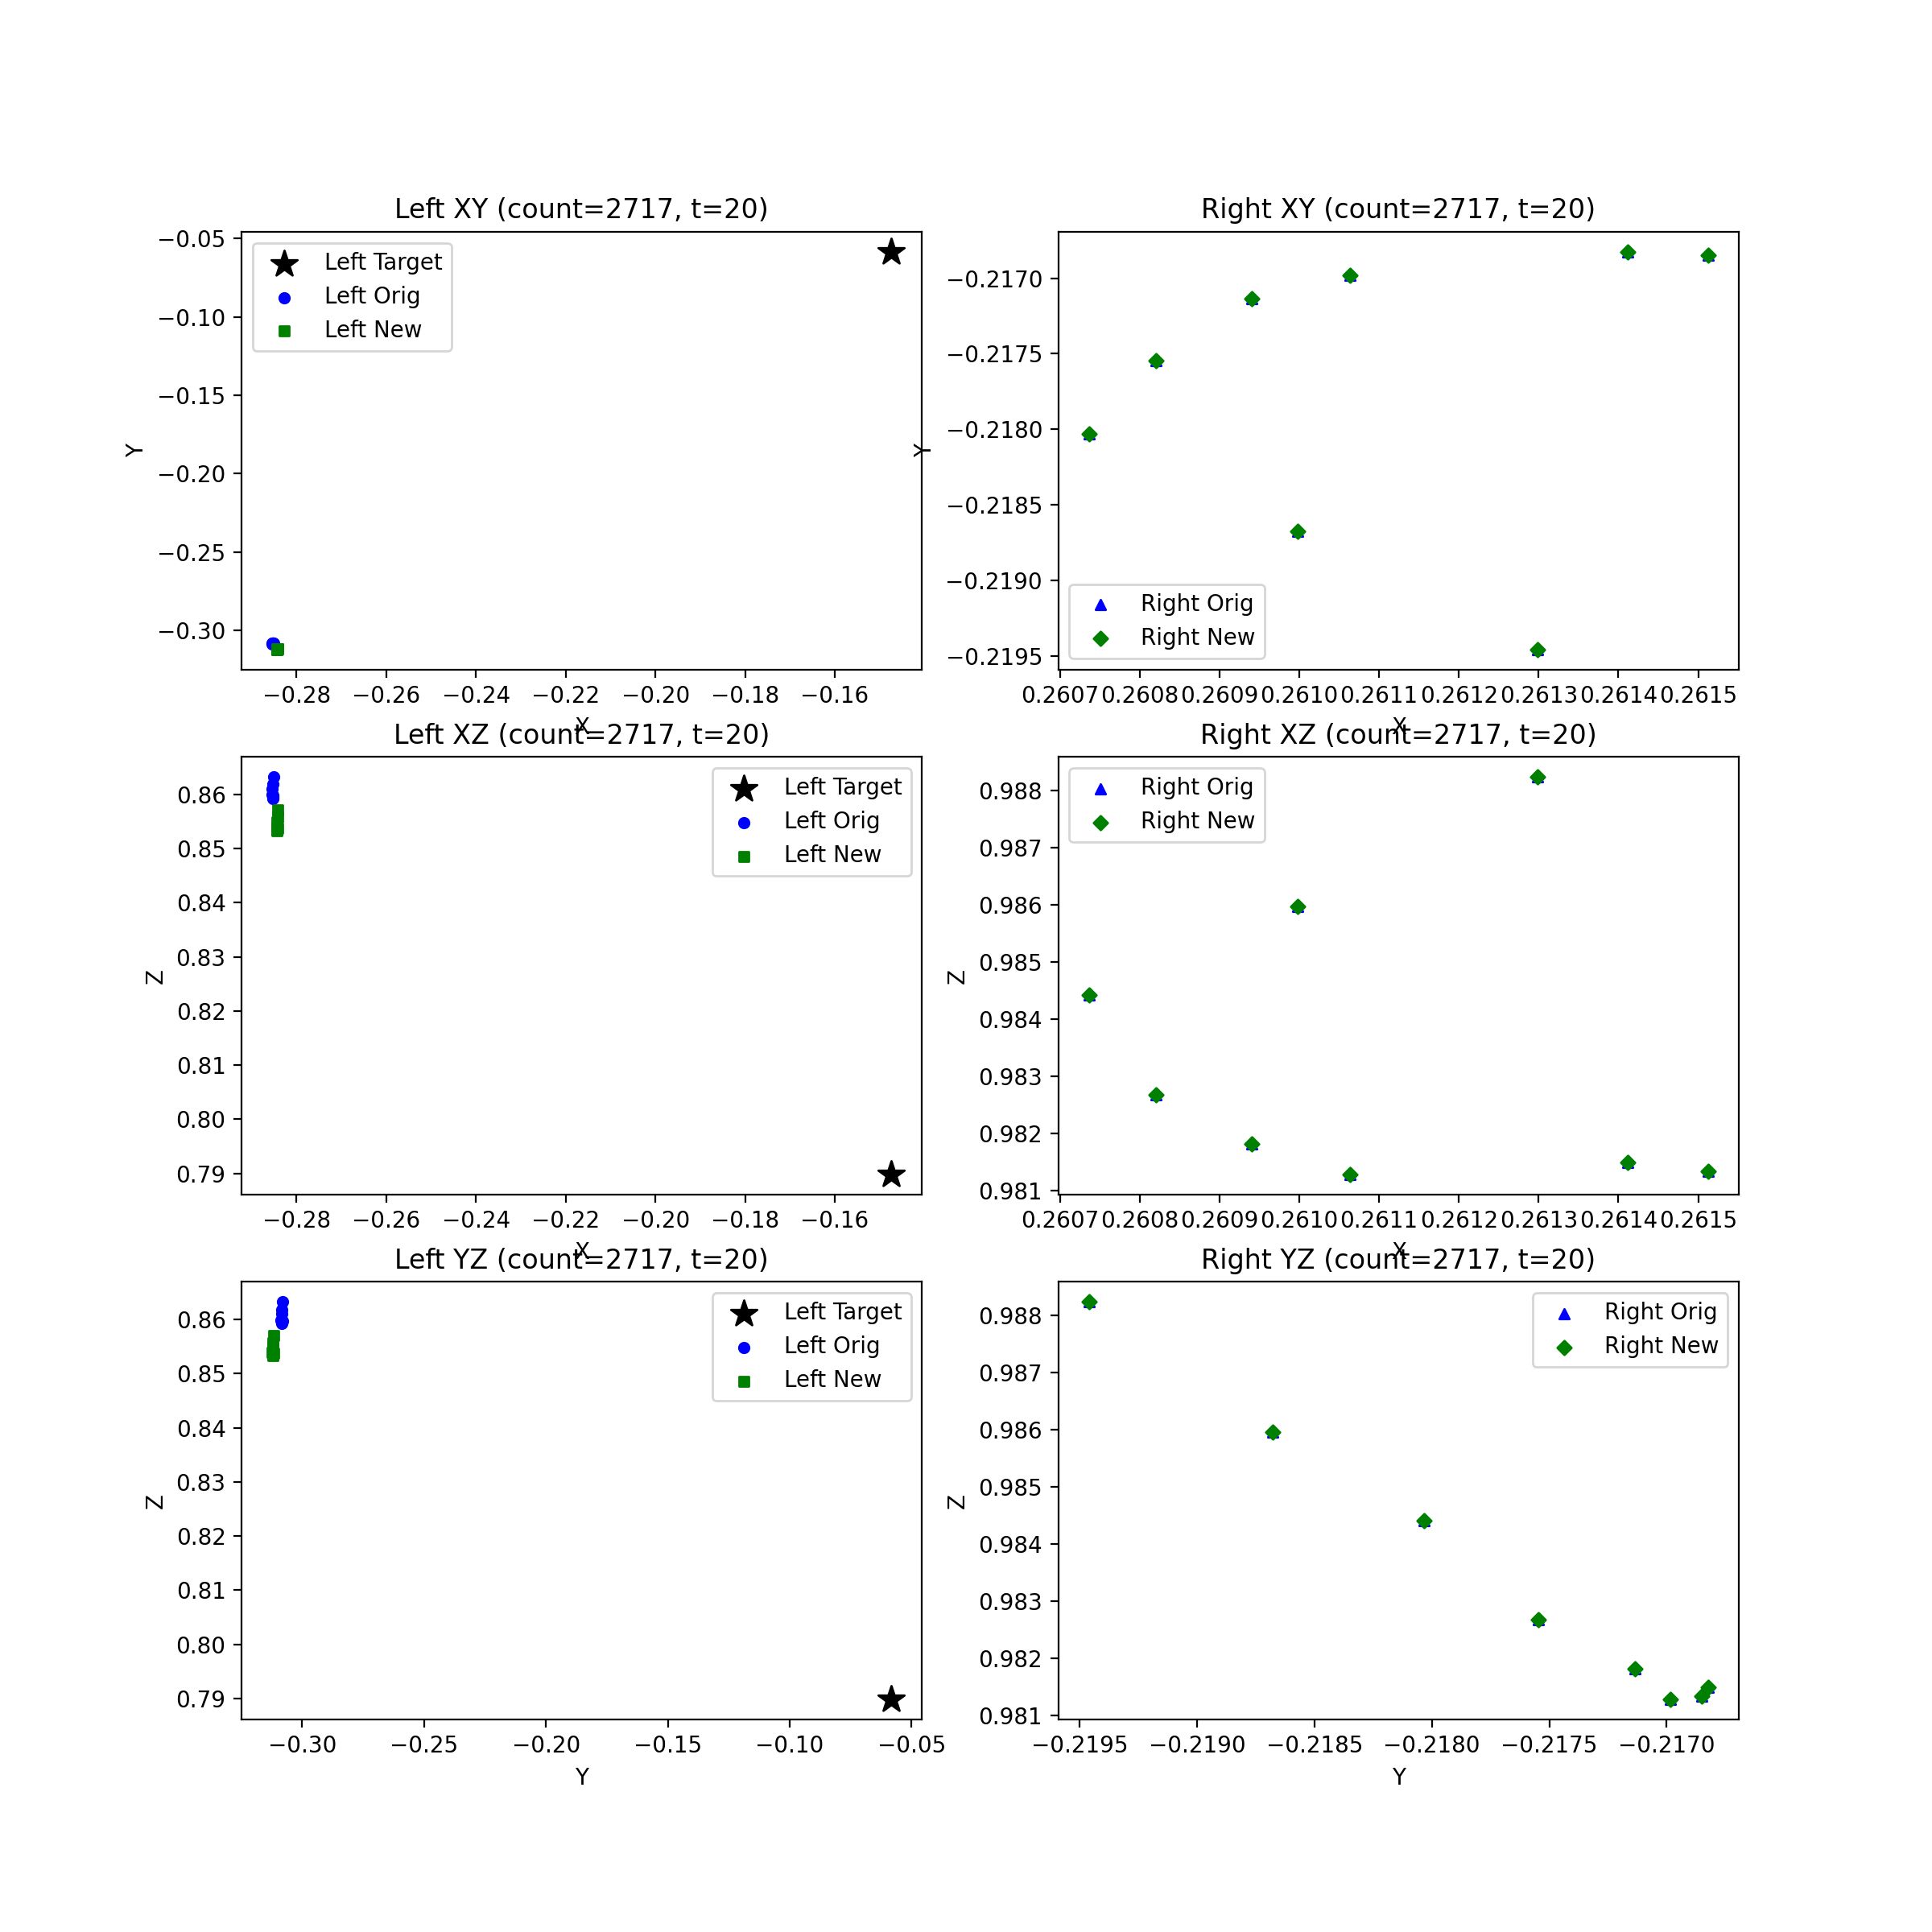 Left XY (count=2717, t=20)
−0.05
−0.10
−0.15
−0.20
−0.25
−0.30
Y
Left Target
Left Orig
Left New
−0.28 −0.26 −0.24 −0.22 −0.20 −0.18 −0.16
X
Right XY (count=2717, t=20)
−0.2170
−0.2175
−0.2180
−0.2185
−0.2190
−0.2195
Y
Right Orig
Right New
0.2607 0.2608 0.2609 0.2610 0.2611 0.2612 0.2613 0.2614 0.2615
X
Left XZ (count=2717, t=20)
0.86
0.85
0.84
0.83
0.82
0.81
0.80
0.79
Z
Left Target
Left Orig
Left New
−0.28 −0.26 −0.24 −0.22 −0.20 −0.18 −0.16
X
Right XZ (count=2717, t=20)
0.988
0.987
0.986
0.985
0.984
0.983
0.982
0.981
Z
Right Orig
Right New
0.2607 0.2608 0.2609 0.2610 0.2611 0.2612 0.2613 0.2614 0.2615
X
Left YZ (count=2717, t=20)
0.86
0.85
0.84
0.83
0.82
0.81
0.80
0.79
Z
Left Target
Left Orig
Left New
−0.30 −0.25 −0.20 −0.15 −0.10 −0.05
Y
Right YZ (count=2717, t=20)
0.988
0.987
0.986
0.985
0.984
0.983
0.982
0.981
Z
Right Orig
Right New
−0.2195 −0.2190 −0.2185 −0.2180 −0.2175 −0.2170
Y